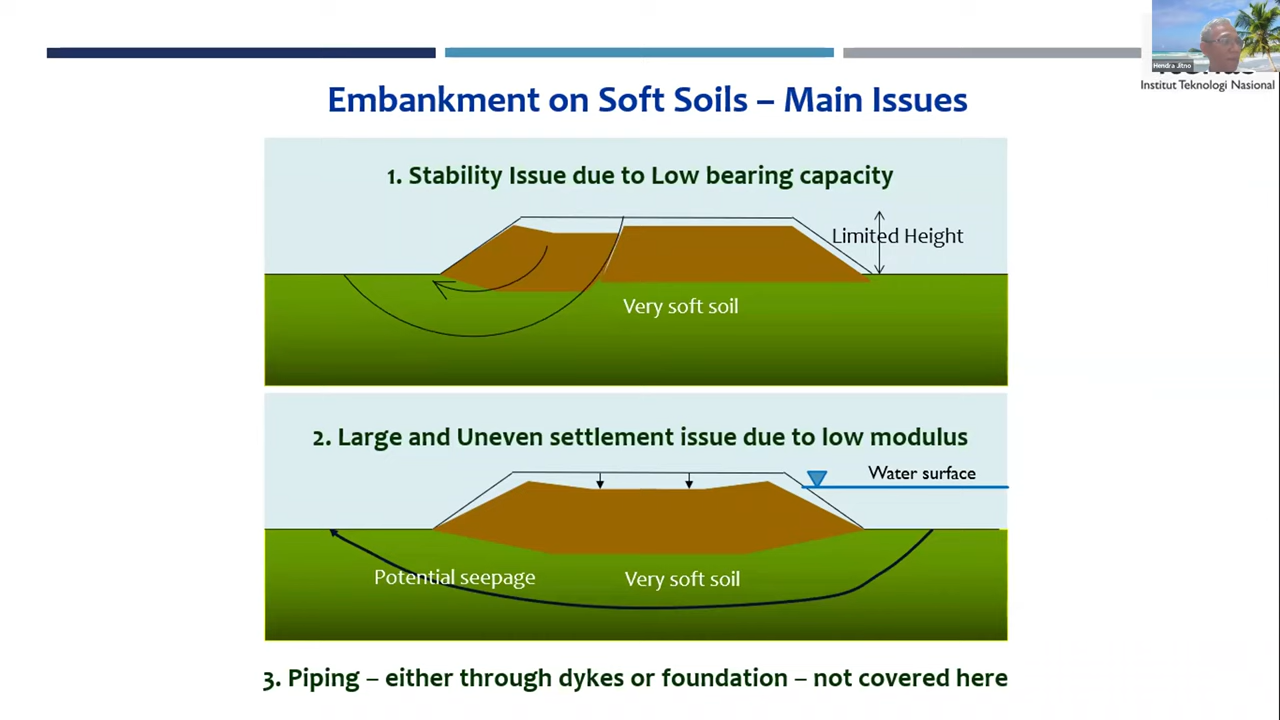 Hendra Jitno
Institut Teknologi Nasional
Embankment on Soft Soils – Main Issues
1. Stability Issue due to Low bearing capacity
Limited Height
Very soft soil
2. Large and Uneven settlement issue due to low modulus
Water surface
Potential seepage
Very soft soil
3. Piping – either through dykes or foundation – not covered here